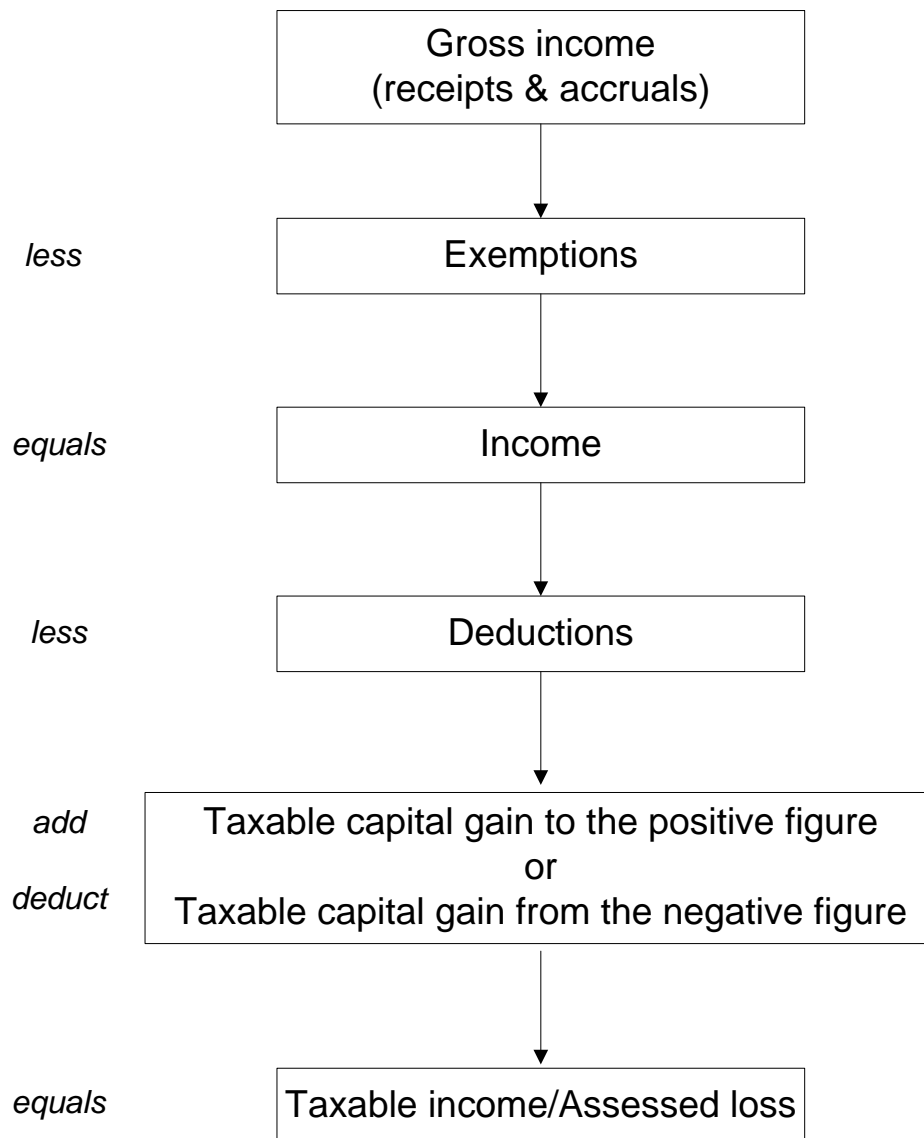 Gross income
(receipts & accruals)
less
Exemptions
equals
Income
less
Deductions
add
Taxable capital gain to the positive figure
or
deduct
Taxable capital gain from the negative figure
equals
Taxable income/Assessed loss